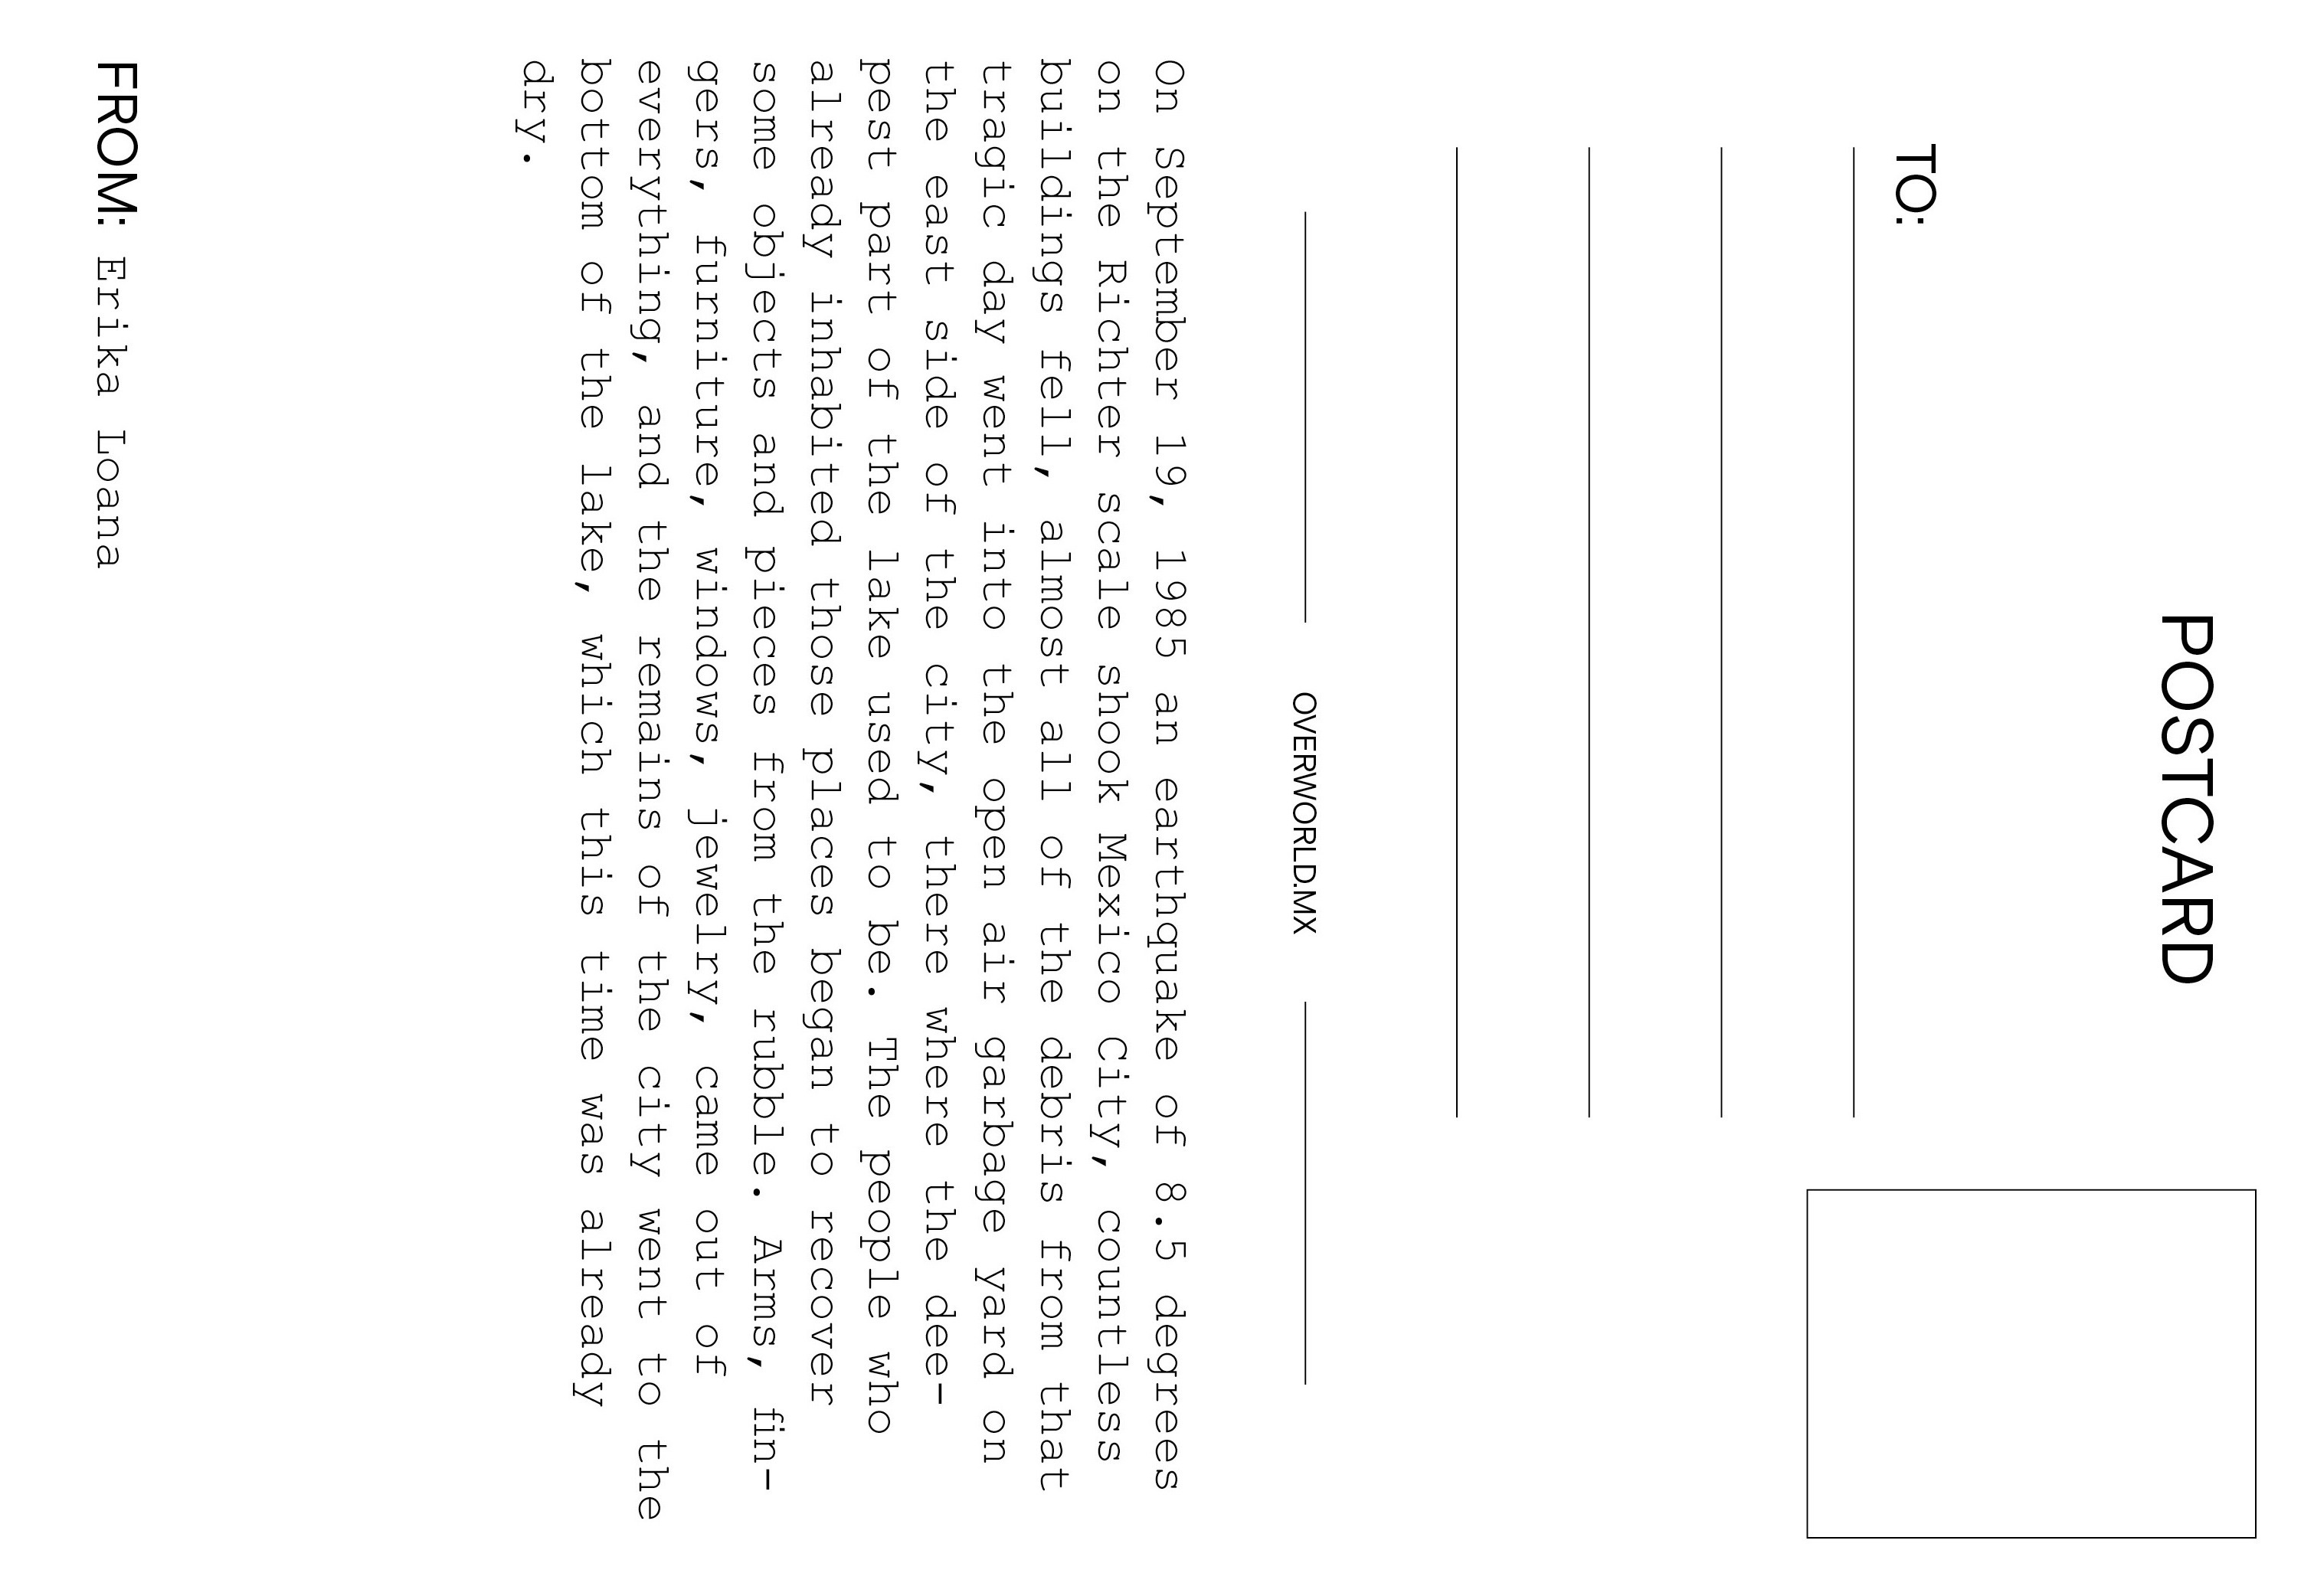 POSTCARD
TO:
OVERWORLD.MX
On September 19, 1985 an earthquake of 8.5 degrees
on the Richter scale shook Mexico City, countless
buildings fell, almost all of the debris from that
tragic day went into the open air garbage yard on
the east side of the city, there where the dee-
pest part of the lake used to be. The people who
already inhabited those places began to recover
some objects and pieces from the rubble. Arms, fin-
gers, furniture, windows, jewelry, came out of
everything, and the remains of the city went to the
bottom of the lake, which this time was already
dry.
FROM: Erika Loana